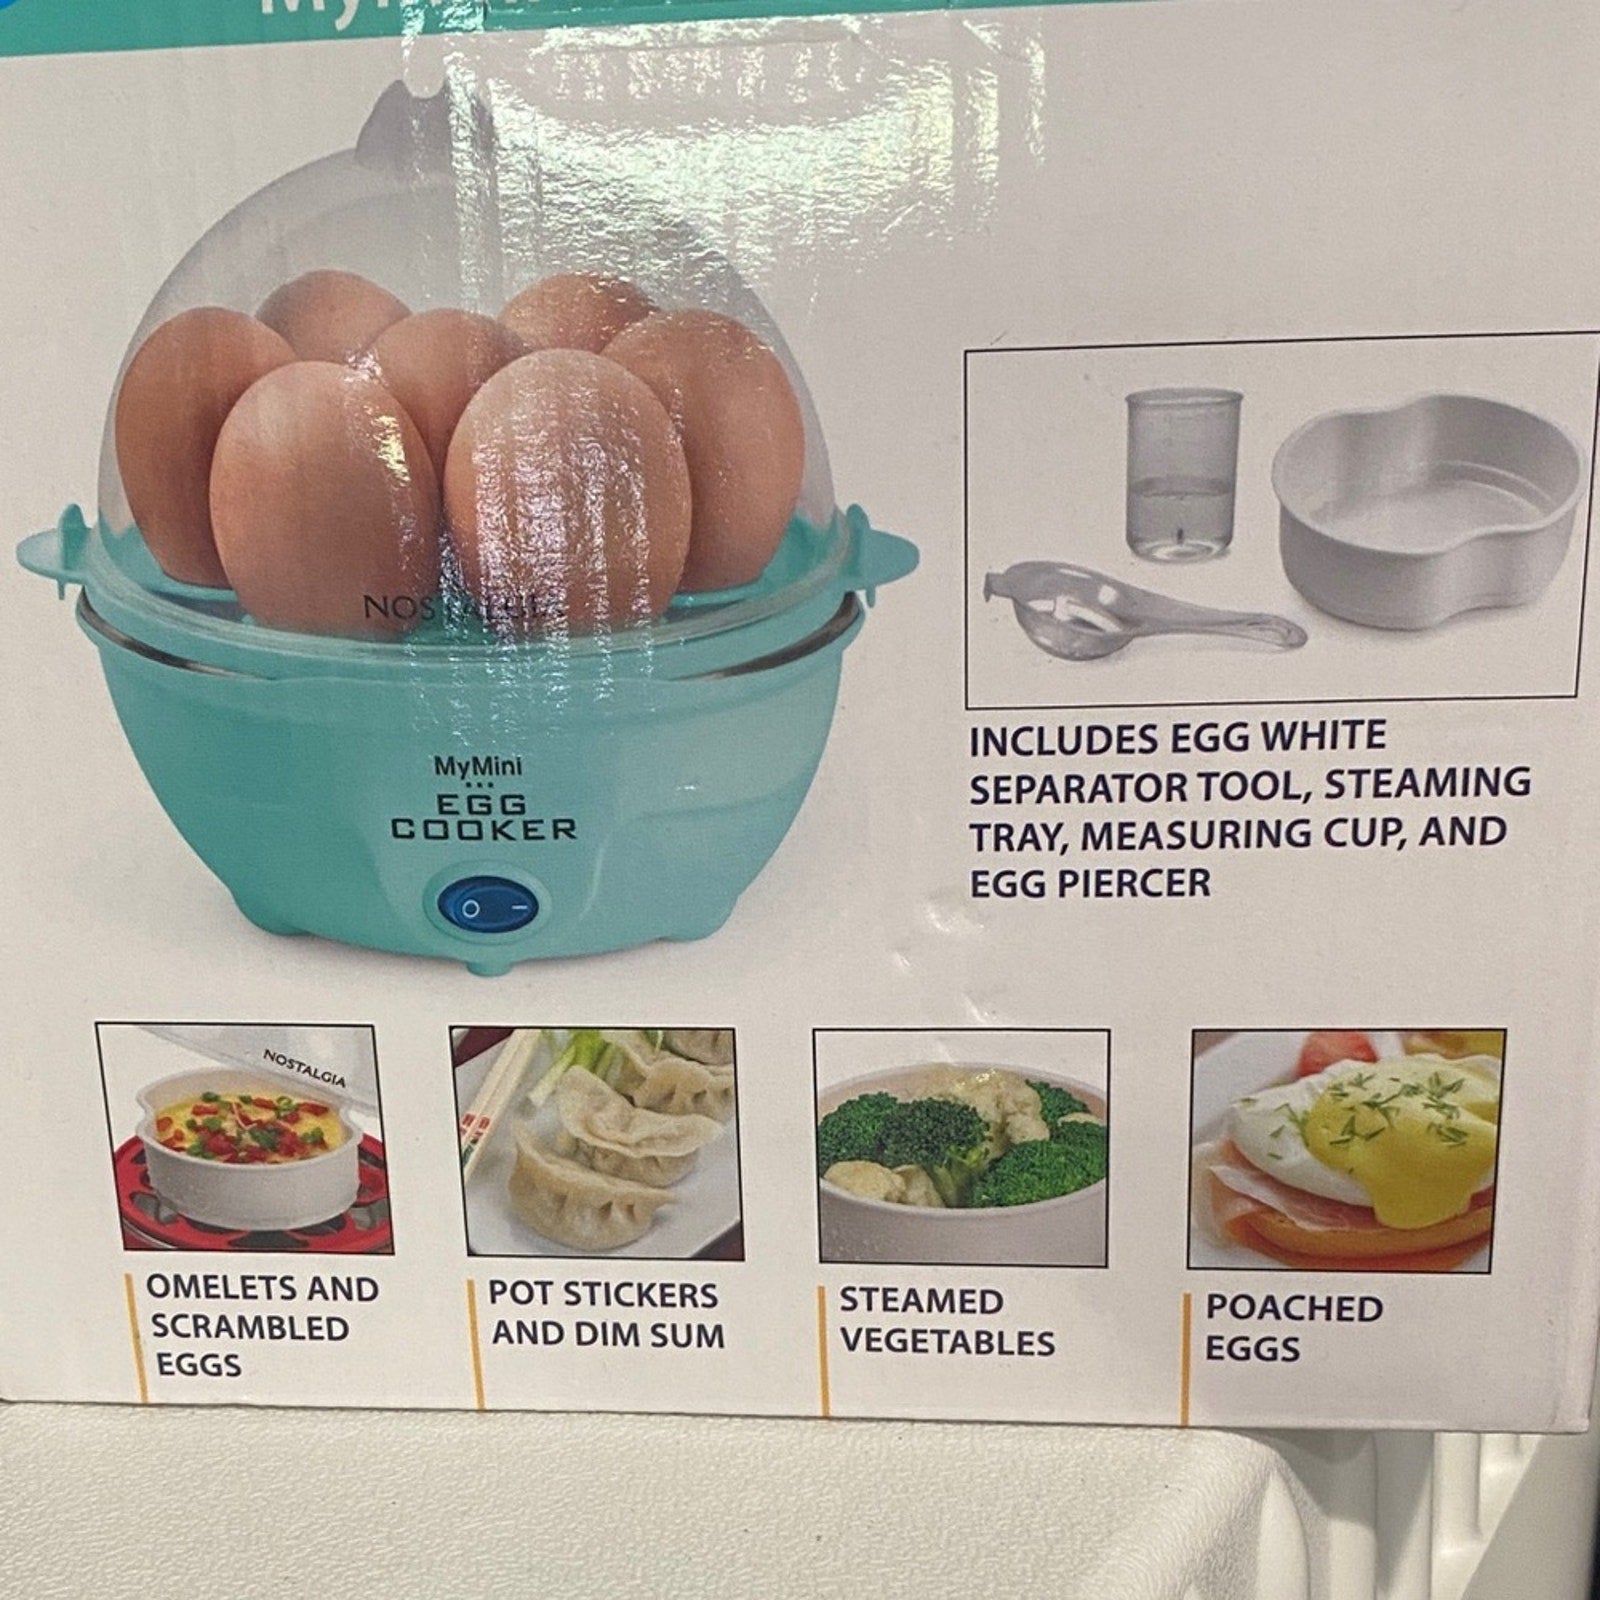 NOSTALGIA
MyMini
EGG
COOKER
INCLUDES EGG WHITE
SEPARATOR TOOL, STEAMING
TRAY, MEASURING CUP, AND
EGG PIERCER
NOSTALGIA
OMELETS AND
SCRAMBLED
EGGS
POT STICKERS
AND DIM SUM
STEAMED
VEGETABLES
POACHED
EGGS